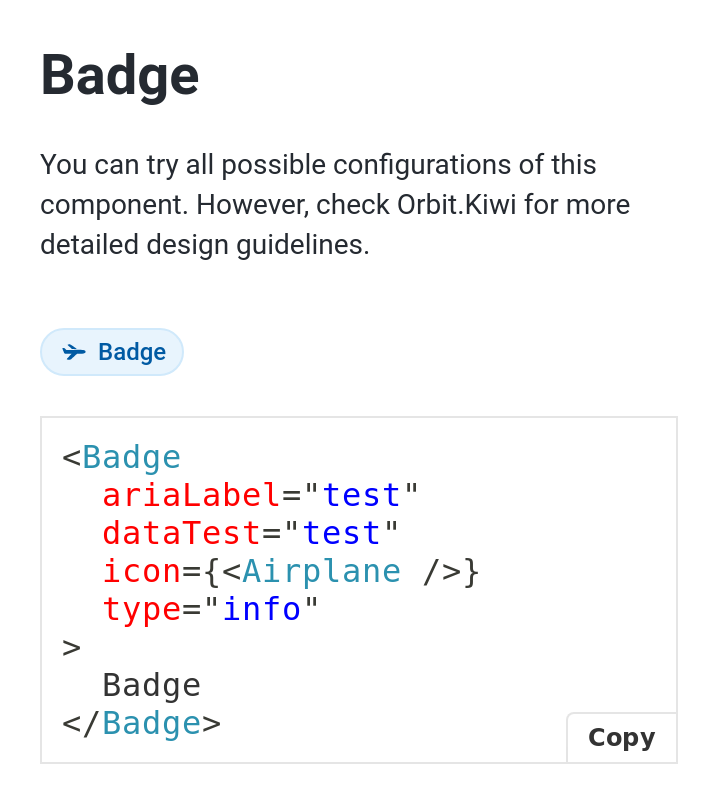 Badge
You can try all possible configurations of this
component. However, check Orbit.Kiwi for more
detailed design guidelines.
Badge
<Badge
  ariaLabel="test"
  dataTest="test"
  icon={<Airplane />}
  type="info"
>
  Badge
</Badge>
Copy